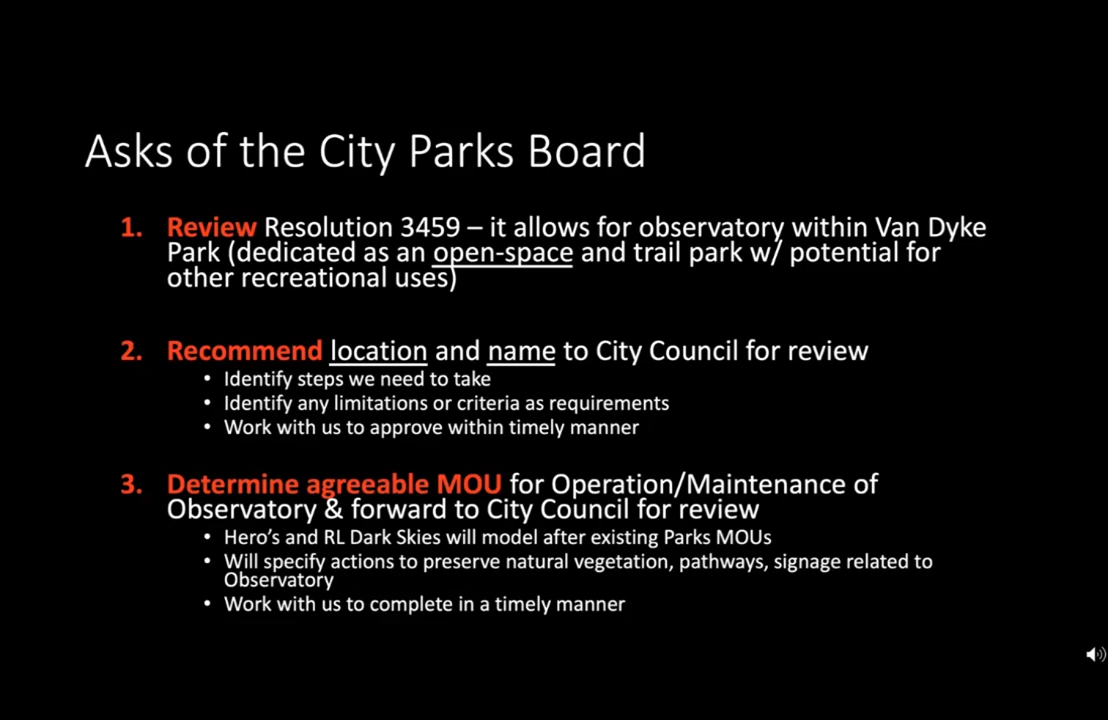 Asks of the City Parks Board
1. Review Resolution 3459 – it allows for observatory within Van Dyke
Park (dedicated as an open-space and trail park w/ potential for
other recreational uses)
2. Recommend location and name to City Council for review
• Identify steps we need to take
• Identify any limitations or criteria as requirements
• Work with us to approve within timely manner
3. Determine agreeable MOU for Operation/Maintenance of
Observatory & forward to City Council for review
• Hero's and RL Dark Skies will model after existing Parks MOUs
• Will specify actions to preserve natural vegetation, pathways, signage related to
Observatory
• Work with us to complete in a timely manner